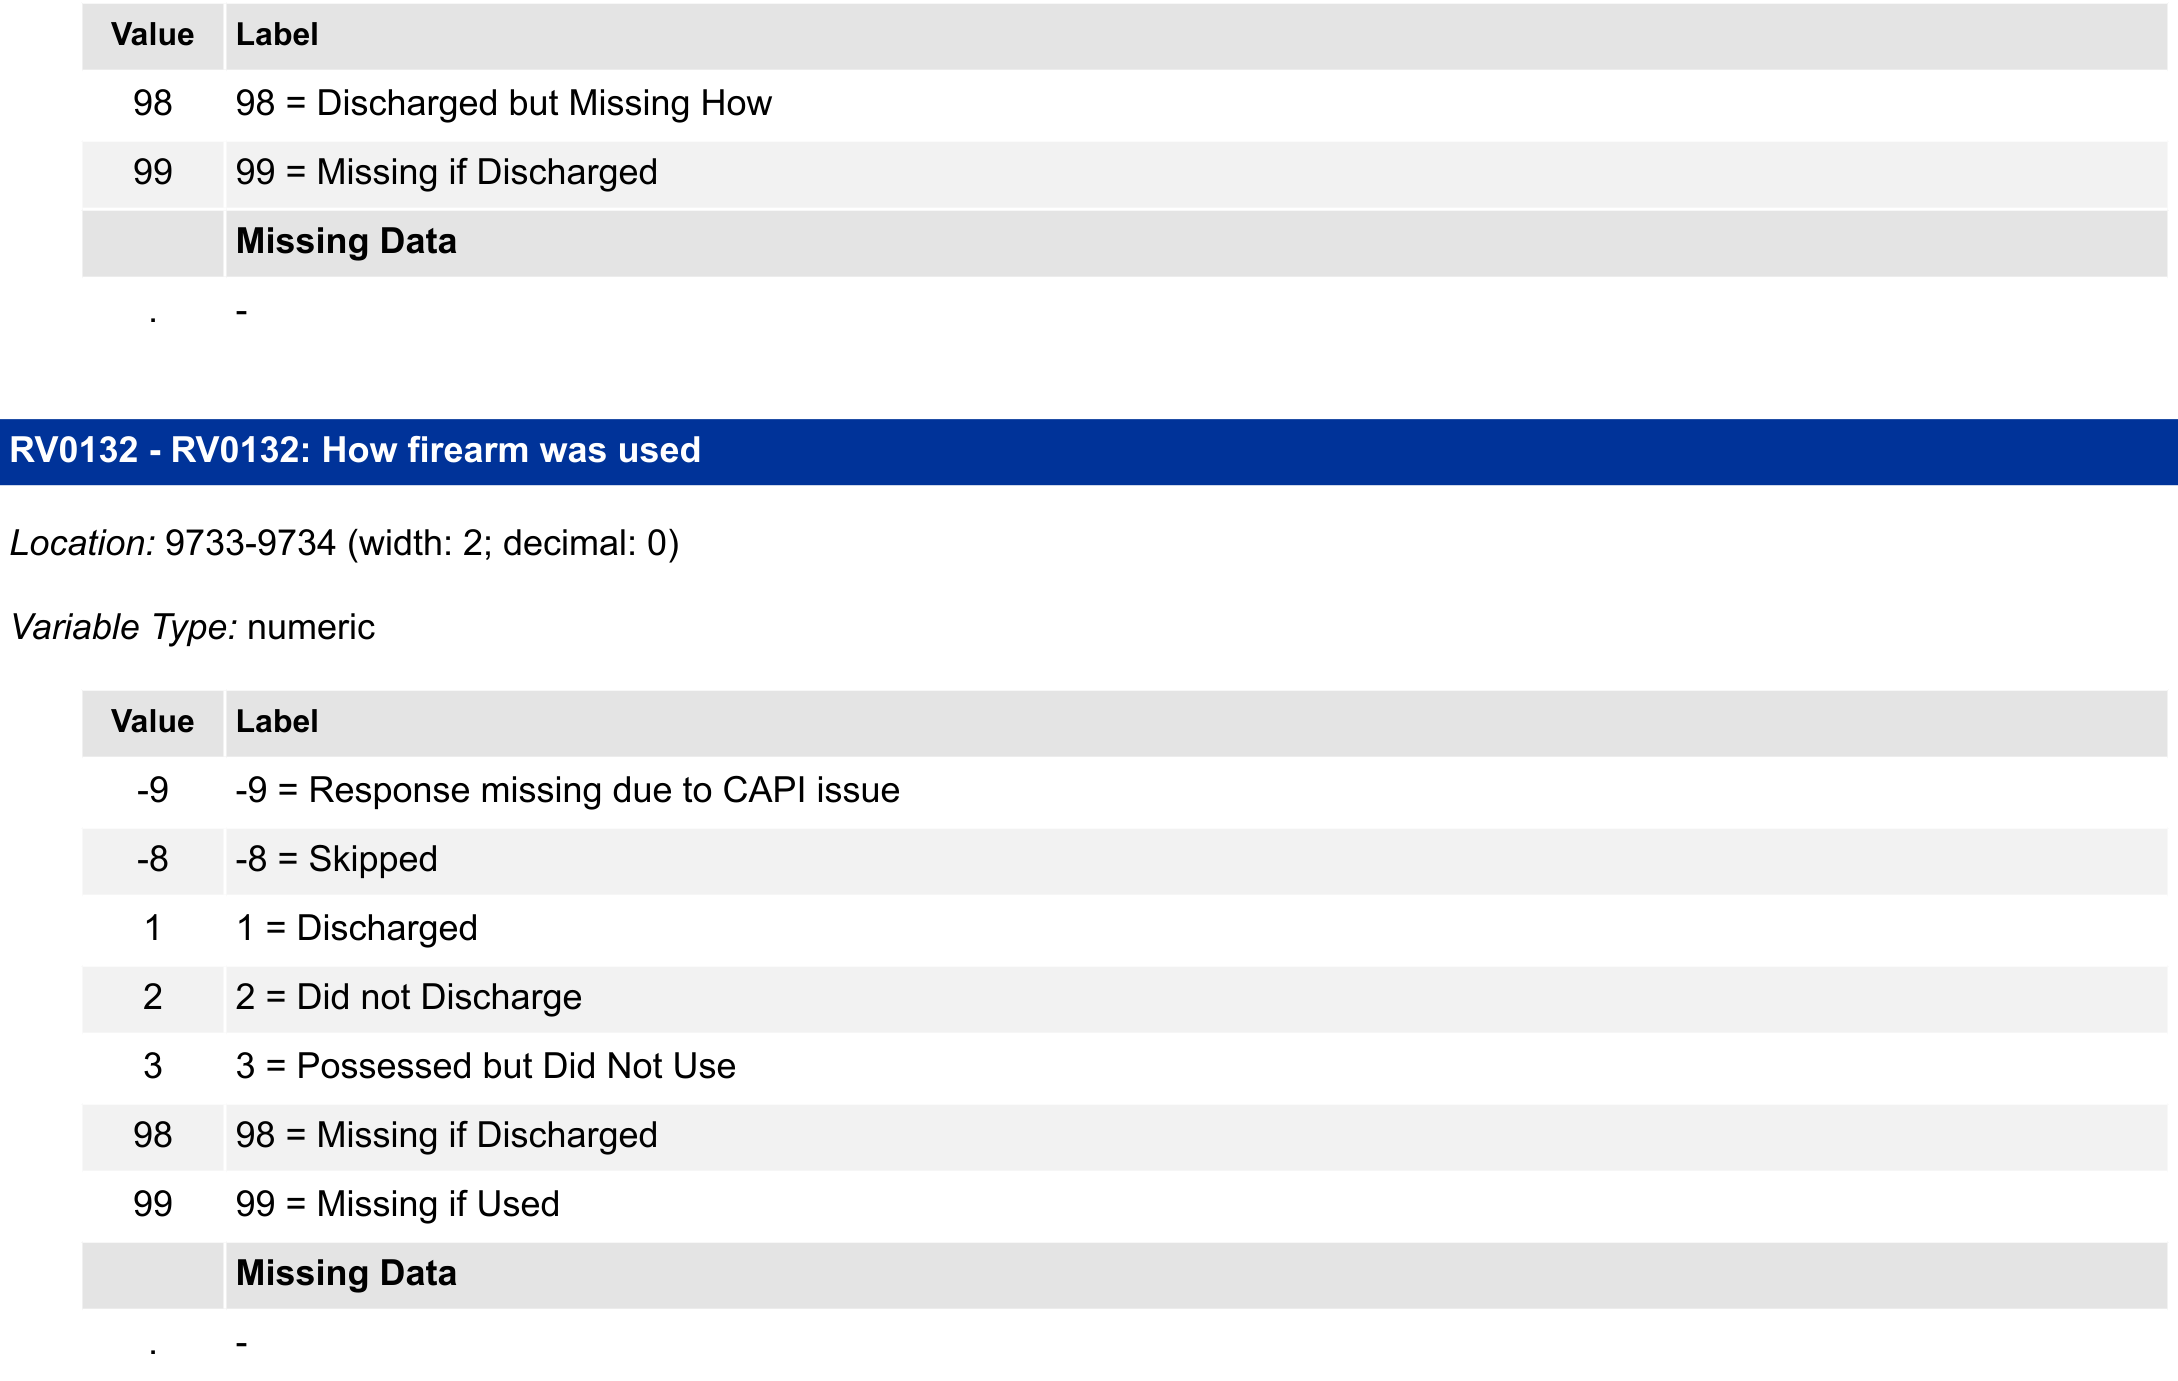 Value Label
98 98 = Discharged but Missing How
99 99 = Missing if Discharged
Missing Data
. -
RV0132 - RV0132: How firearm was used
Location: 9733-9734 (width: 2; decimal: 0)
Variable Type: numeric
Value Label
-9 -9 = Response missing due to CAPI issue
-8 -8 = Skipped
1 1 = Discharged
2 2 = Did not Discharge
3 3 = Possessed but Did Not Use
98 98 = Missing if Discharged
99 99 = Missing if Used
Missing Data
. -